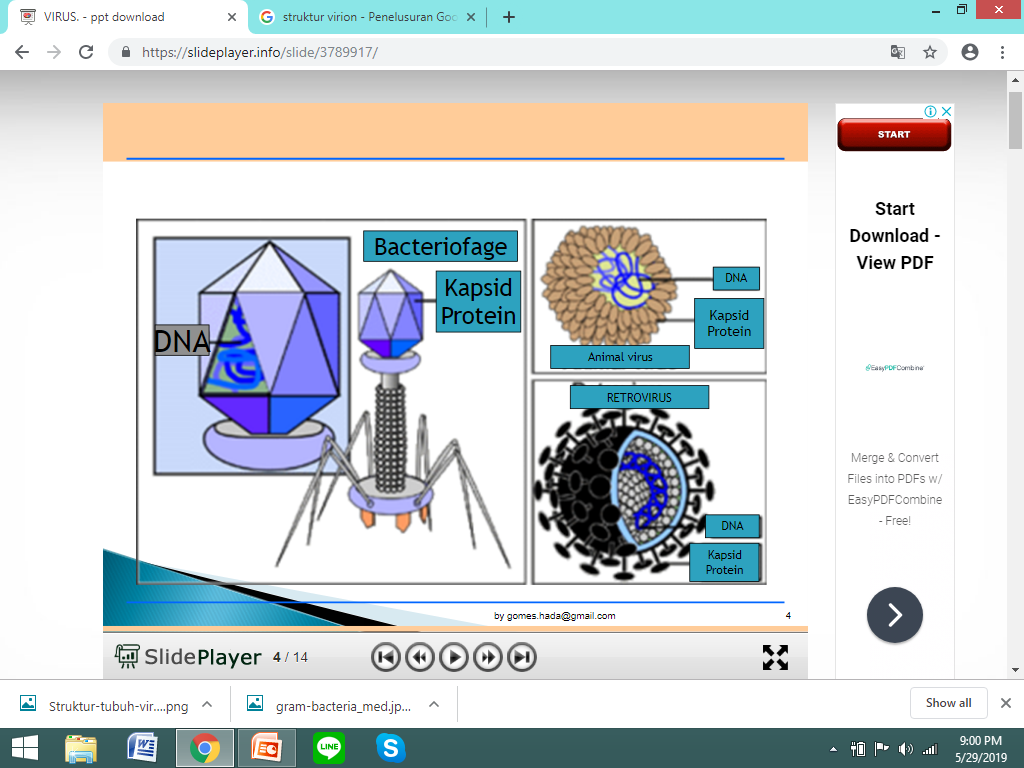 VIRUS. - ppt download
struktur virion - Penelusuran Goo
https://slideplayer.info/slide/3789917/
Bacteriofage
Kapsid
Protein
DNA
DNA
Kapsid
Protein
Animal virus
RETROVIRUS
DNA
Kapsid
Protein
by gomes.hada@gmail.com
4
START
Start
Download -
View PDF
EasyPDFCombine
Merge & Convert
Files into PDFs w/
EasyPDFCombine
- Free!
SlidePlayer
4 / 14
Struktur-tubuh-vir....png
gram-bacteria_med.jp...
Show all
LINE
9:00 PM
5/29/2019